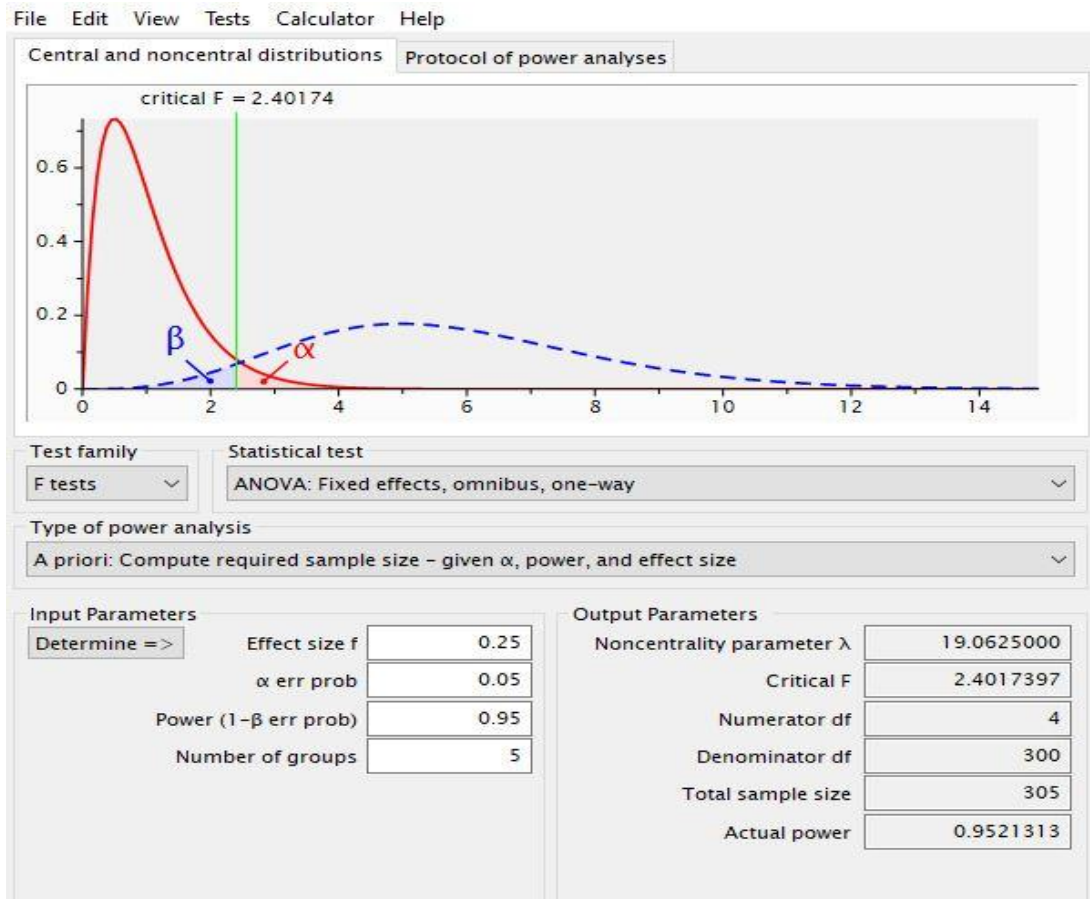 File Edit View Tests Calculator Help
Central and noncentral distributions Protocol of power analyses
critical F = 2.40174
0.6
0.4
0.2
0
β
α
0 2 4 6 8 10 12 14
Test family Statistical test
F tests ANOVA: Fixed effects, omnibus, one-way
Type of power analysis
A priori: Compute required sample size – given α, power, and effect size
Input Parameters
Determine =>
Effect size f 0.25
α err prob 0.05
Power (1-β err prob) 0.95
Number of groups 5
Output Parameters
Noncentrality parameter λ 19.0625000
Critical F 2.4017397
Numerator df 4
Denominator df 300
Total sample size 305
Actual power 0.9521313